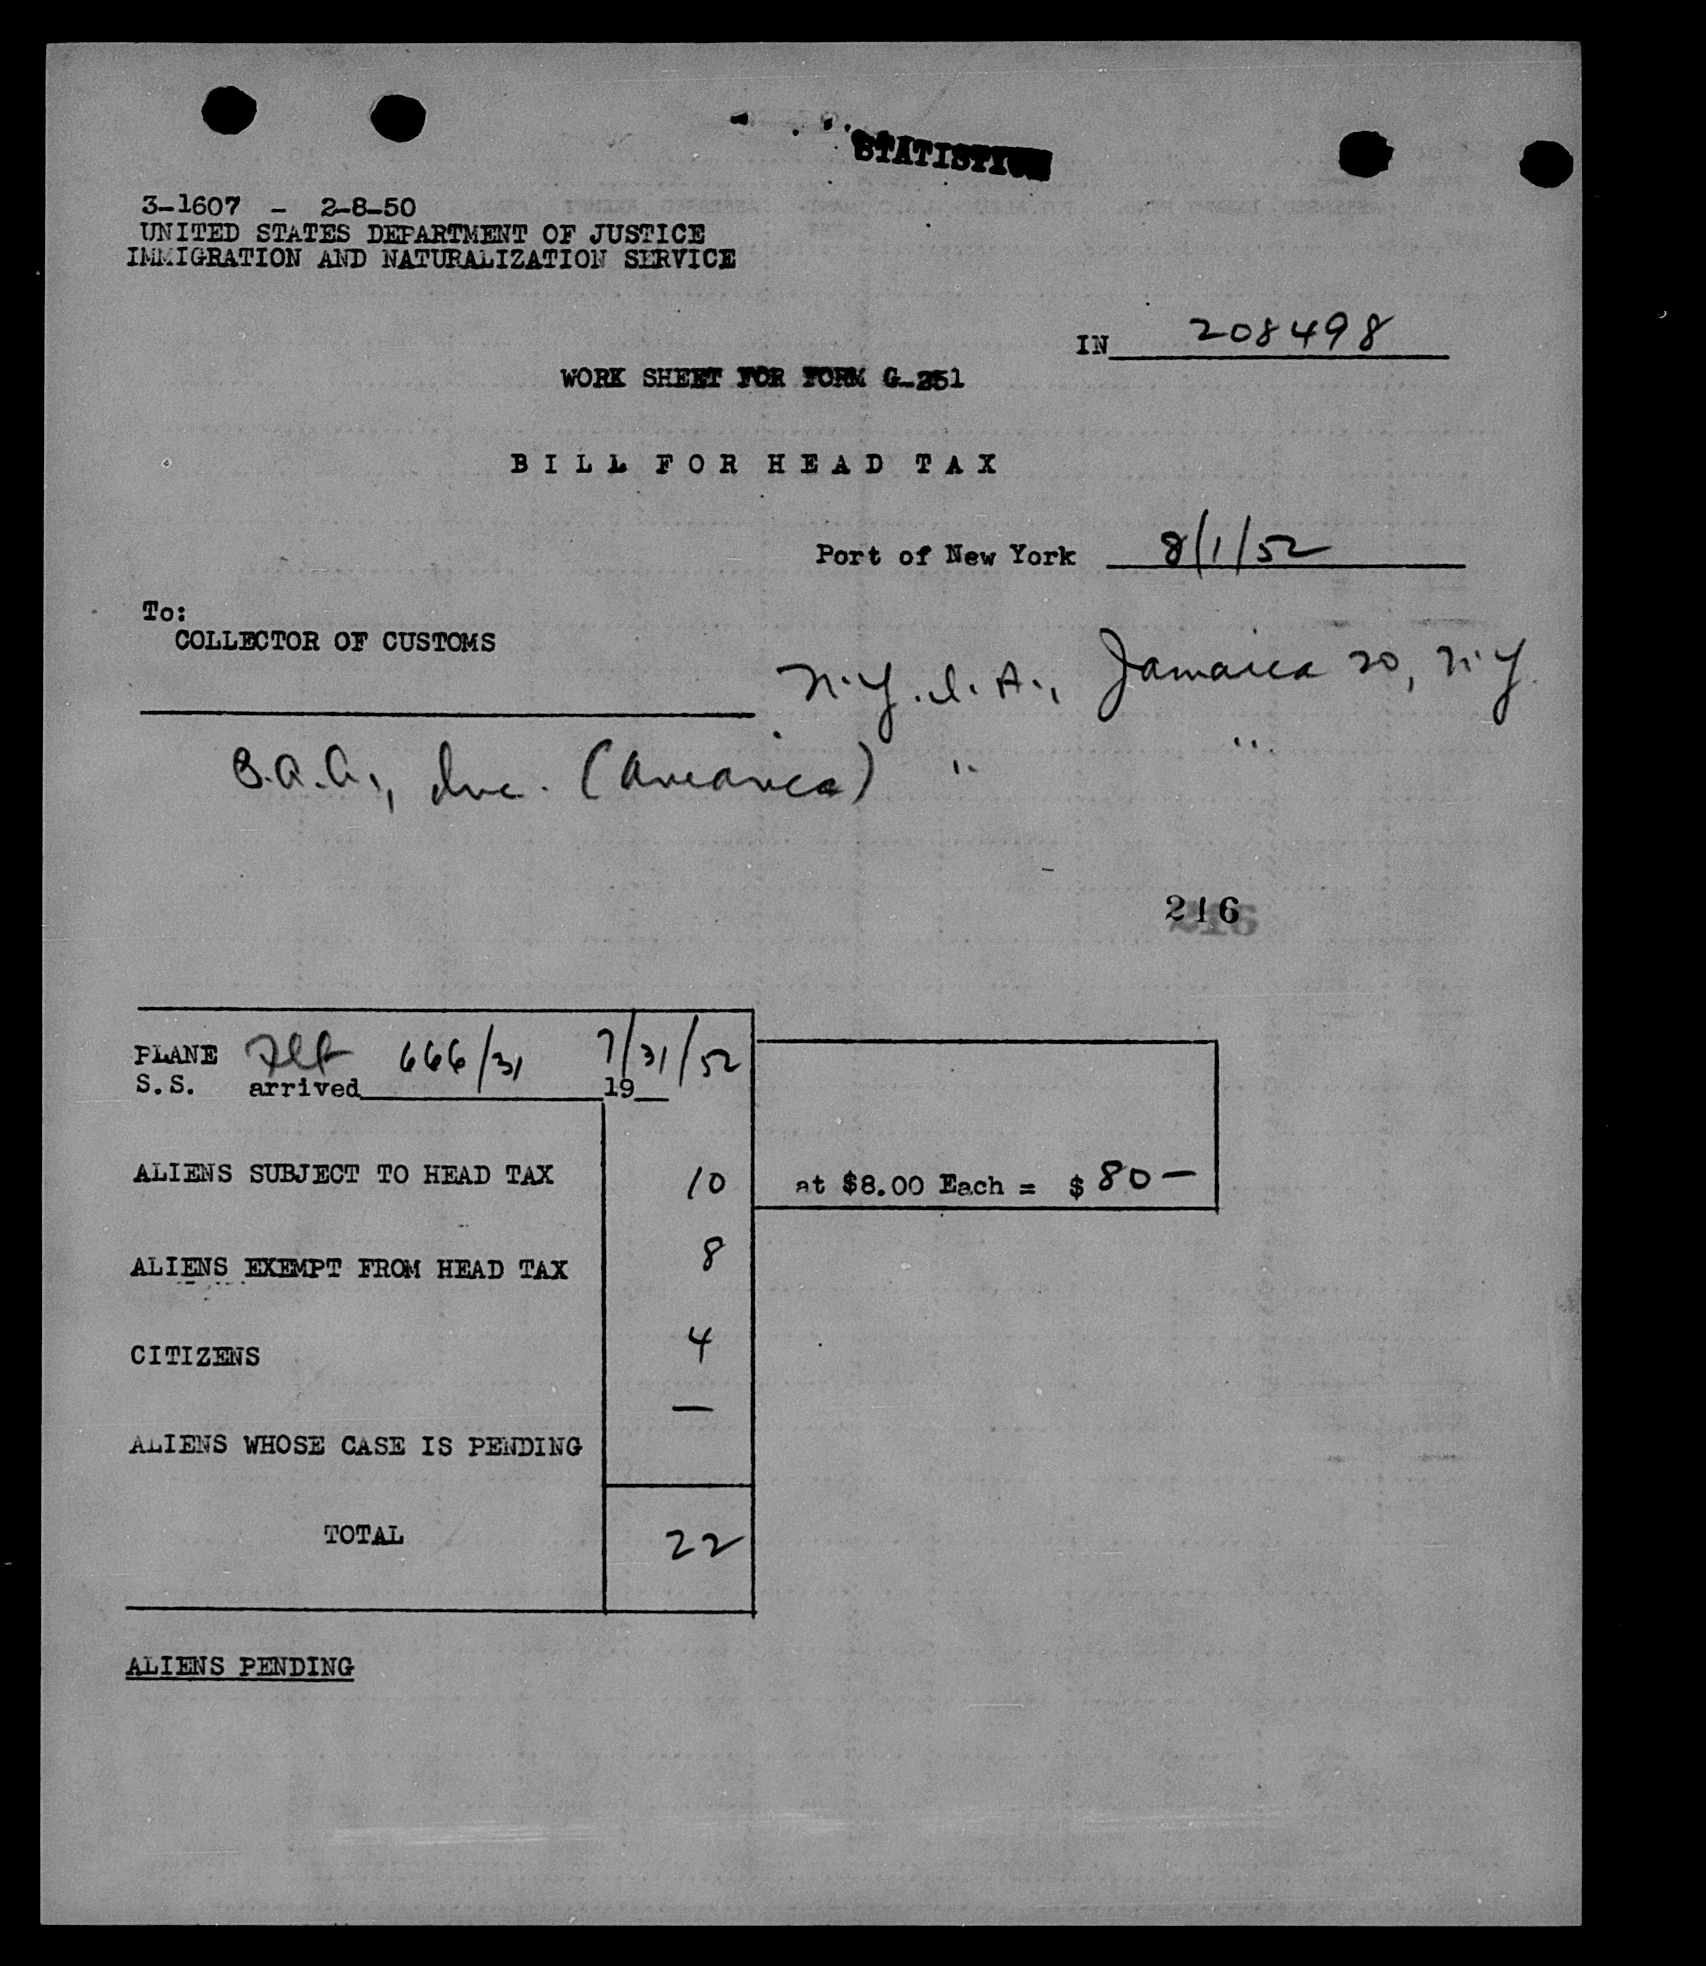 3-1607 - 2-8-50
UNITED STATES DEPARTMENT OF JUSTICE
IMMIGRATION AND NATURALIZATION SERVICE
IN 208498
WORK SHEET FOR FORM G-251
BILL FOR HEAD TAX
Port of New York 8/1/52
To:
COLLECTOR OF CUSTOMS
N.Y.I.A., Jamaica 20, N.Y.
Inc. (America) " "
216
PLANE Flt 666/31 7/31/52
S.S. arrived 19
ALIENS SUBJECT TO HEAD TAX 10 at $8.00 Each = $ 80 —
ALIENS EXEMPT FROM HEAD TAX 8
CITIZENS 4
ALIENS WHOSE CASE IS PENDING —
TOTAL 22
ALIENS PENDING